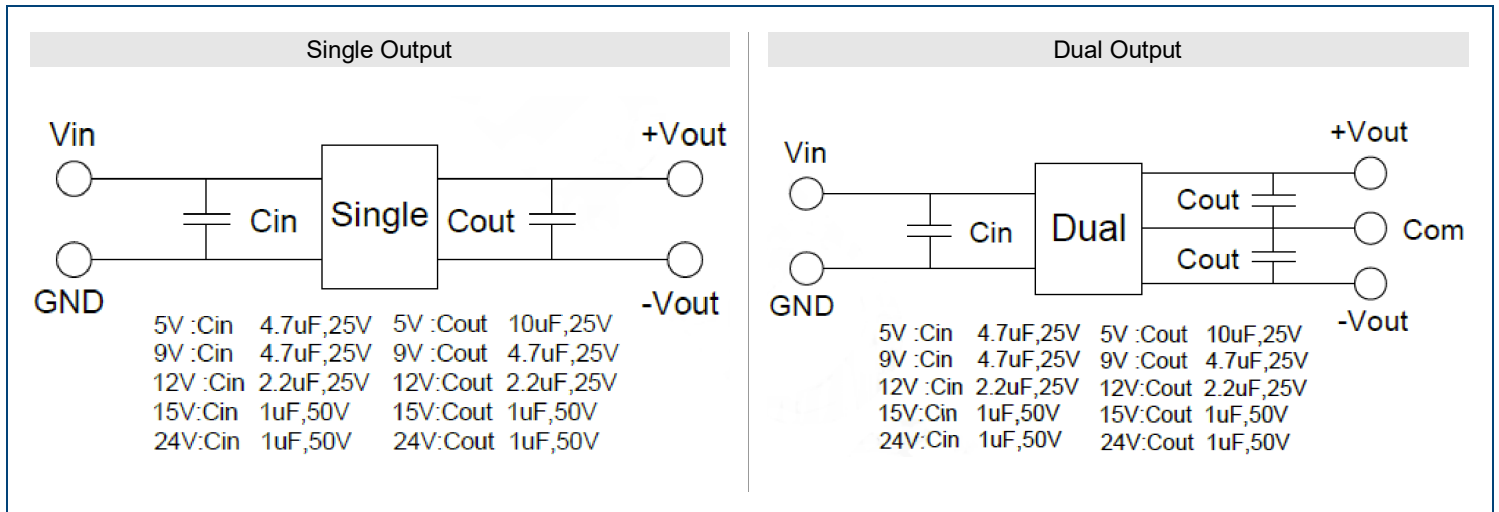 Single Output
Vin
+Vout
Cin
Single
Cout
GND
-Vout
5V :Cin 4.7uF,25V 5V :Cout 10uF,25V
9V :Cin 4.7uF,25V 9V :Cout 4.7uF,25V
12V :Cin 2.2uF,25V 12V:Cout 2.2uF,25V
15V:Cin 1uF,50V 15V:Cout 1uF,50V
24V:Cin 1uF,50V 24V:Cout 1uF,50V
Dual Output
+Vout
Vin
Cout
Cin
Dual
Com
Cout
GND
-Vout
5V :Cin 4.7uF,25V 5V :Cout 10uF,25V
9V :Cin 4.7uF,25V 9V :Cout 4.7uF,25V
12V :Cin 2.2uF,25V 12V:Cout 2.2uF,25V
15V:Cin 1uF,50V 15V:Cout 1uF,50V
24V:Cin 1uF,50V 24V:Cout 1uF,50V